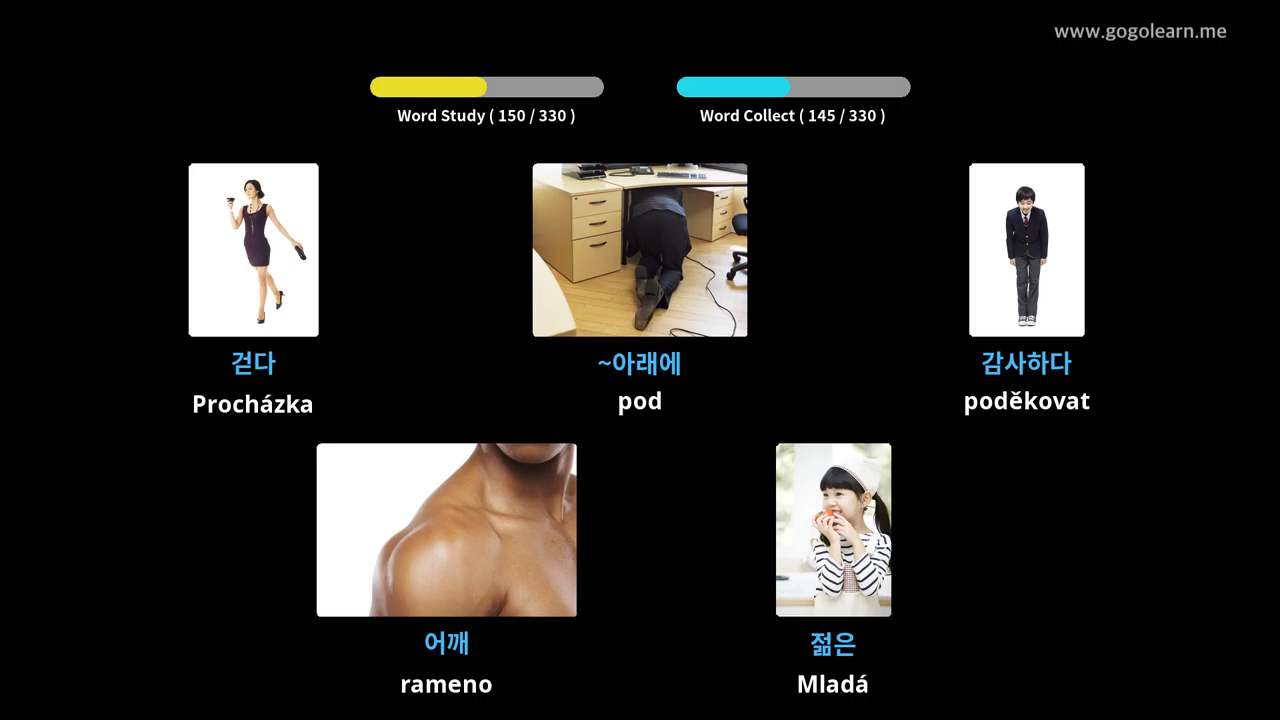 www.gogolearn.me
Word Study ( 150 / 330 )
Word Collect ( 145 / 330 )
걷다
Procházka
~아래에
pod
감사하다
poděkovat
어깨
rameno
젊은
Mladá